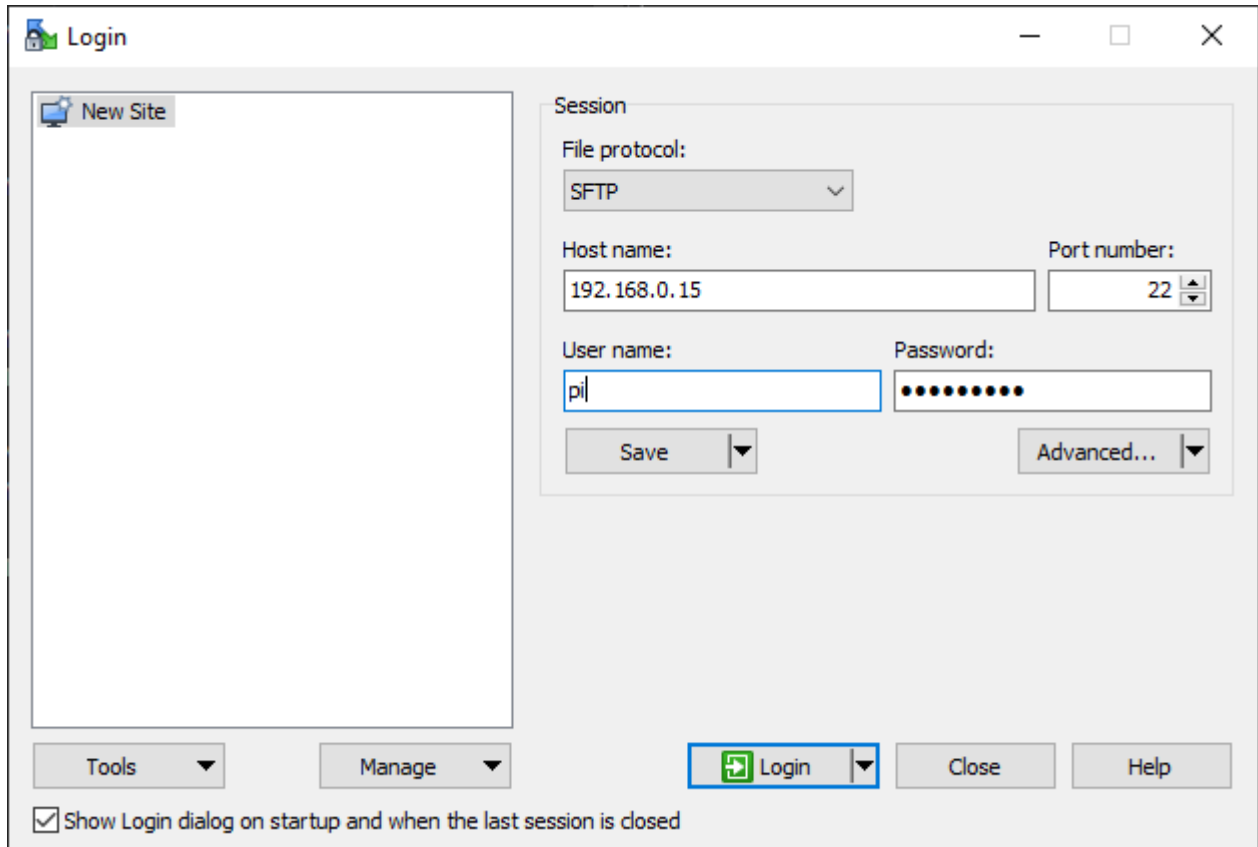 Login
New Site
Session
File protocol:
SFTP
Host name:
Port number:
192.168.0.15
22
User name:
Password:
pi
●●●●●●●●●
Save
Advanced...
Tools
Manage
Login
Close
Help
Show Login dialog on startup and when the last session is closed